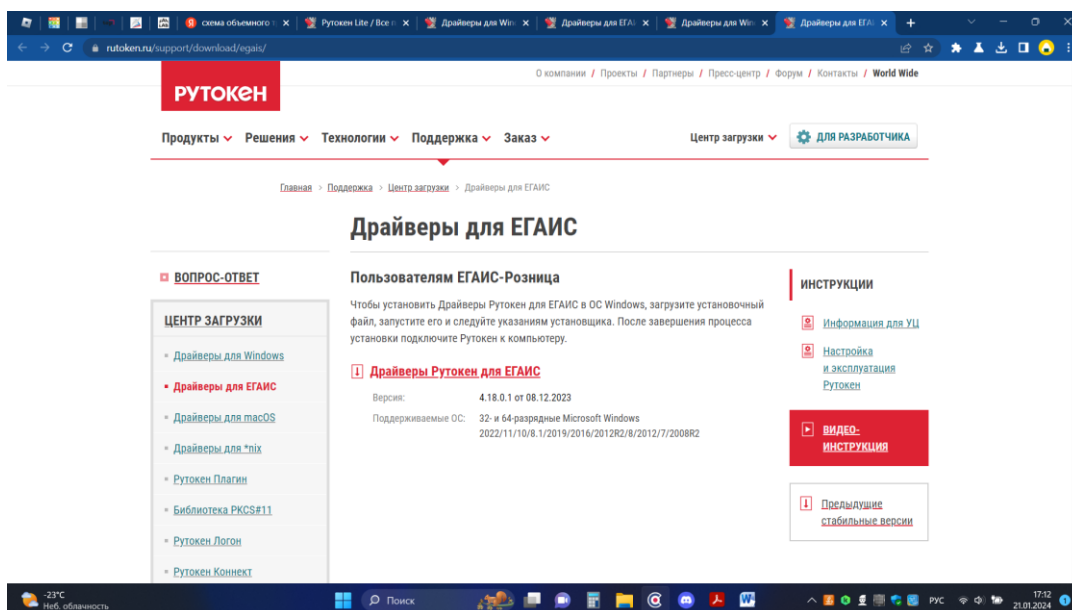 схема объемного т
Рутокен Lite / Все п
Драйверы для Win
Драйверы для ЕГАИ
Драйверы для Win
Драйверы для ЕГАИ
rutoken.ru/support/download/egais/
О компании / Проекты / Партнеры / Пресс-центр / Форум / Контакты / World Wide
РУТОКЕН
Продукты Решения Технологии Поддержка Заказ Центр загрузки ДЛЯ РАЗРАБОТЧИКА
Главная > Поддержка > Центр загрузки > Драйверы для ЕГАИС
Драйверы для ЕГАИС
ВОПРОС-ОТВЕТ
ЦЕНТР ЗАГРУЗКИ
Драйверы для Windows
Драйверы для ЕГАИС
Драйверы для macOS
Драйверы для *nix
Рутокен Плагин
Библиотека PKCS#11
Рутокен Логон
Рутокен Коннект
Пользователям ЕГАИС-Розница
Чтобы установить Драйверы Рутокен для ЕГАИС в ОС Windows, загрузите установочный
файл, запустите его и следуйте указаниям установщика. После завершения процесса
установки подключите Рутокен к компьютеру.
Драйверы Рутокен для ЕГАИС
Версия: 4.18.0.1 от 08.12.2023
Поддерживаемые ОС: 32- и 64-разрядные Microsoft Windows
2022/11/10/8.1/2019/2016/2012R2/8/2012/7/2008R2
ИНСТРУКЦИИ
Информация для УЦ
Настройка
и эксплуатация
Рутокен
ВИДЕО-
ИНСТРУКЦИЯ
Предыдущие
стабильные версии
-23°C
Неб. облачность
Поиск
РУС
17:12
21.01.2024